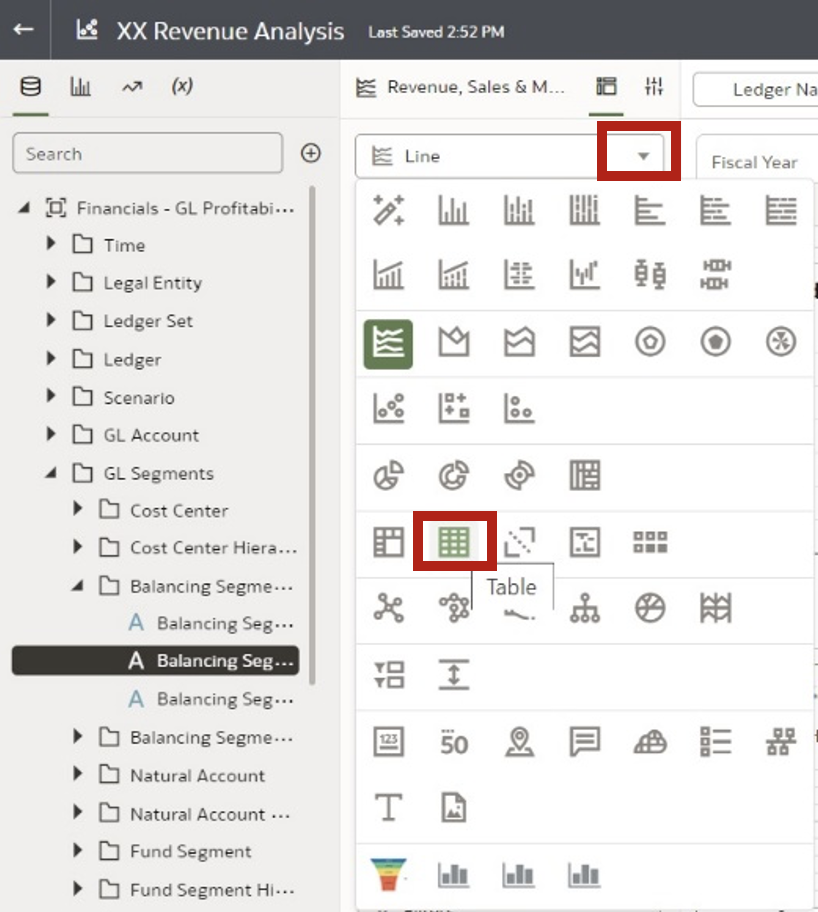 XX Revenue Analysis Last Saved 2:52 PM
(x)
Revenue, Sales & M...
Ledger Na
Search
Line
Fiscal Year
Financials - GL Profitabi...
Time
Legal Entity
Ledger Set
Ledger
Scenario
GL Account
GL Segments
Cost Center
Cost Center Hiera...
Balancing Segme...
A Balancing Seg...
A Balancing Seg...
A Balancing Seg...
Balancing Segme...
Natural Account
Natural Account ...
Fund Segment
Fund Segment Hi...
Table
123
50
T